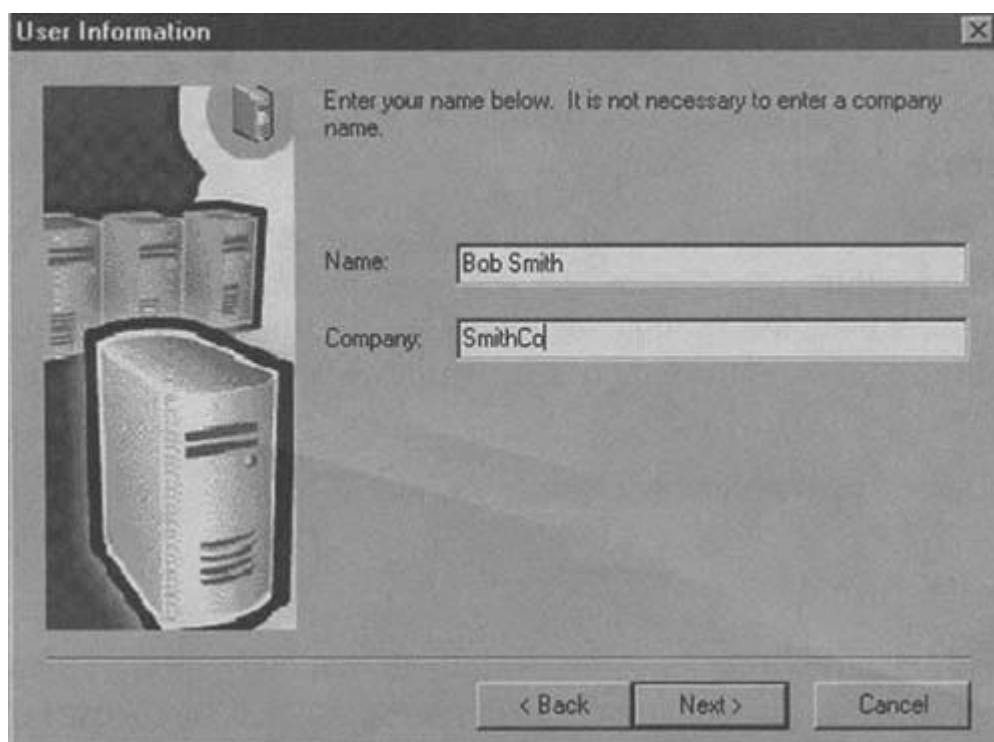 User Information
Enter your name below. It is not necessary to enter a company
name.
Name:
Bob Smith
Company:
SmithCo
< Back
Next >
Cancel